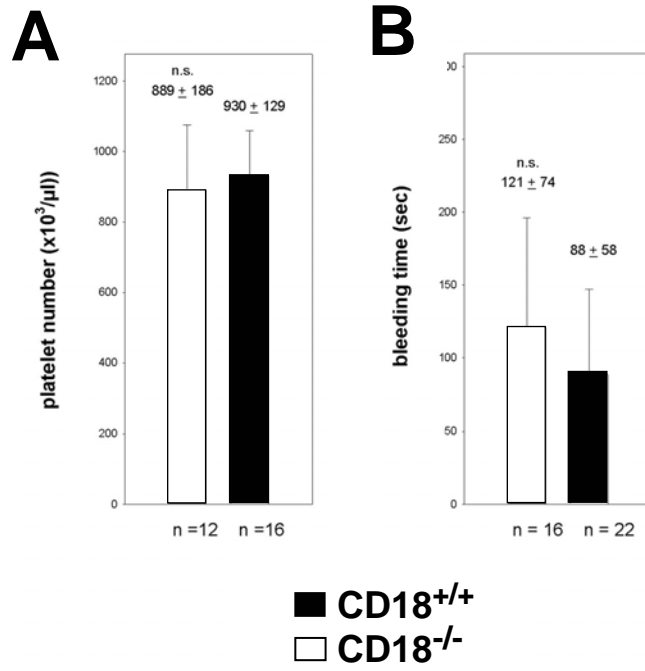 A
n.s.
889 ± 186
930 ± 129
platelet number (x10³/µl))
1200
1000
800
600
400
200
0
n =12
n =16
B
n.s.
121 ± 74
88 ± 58
bleeding time (sec)
00
250
200
150
100
50
0
n = 16
n = 22
CD18+/+
CD18-/-